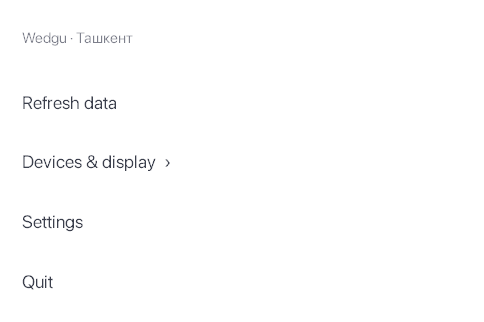 Wedgu · Ташкент
Refresh data
Devices & display ›
Settings
Quit